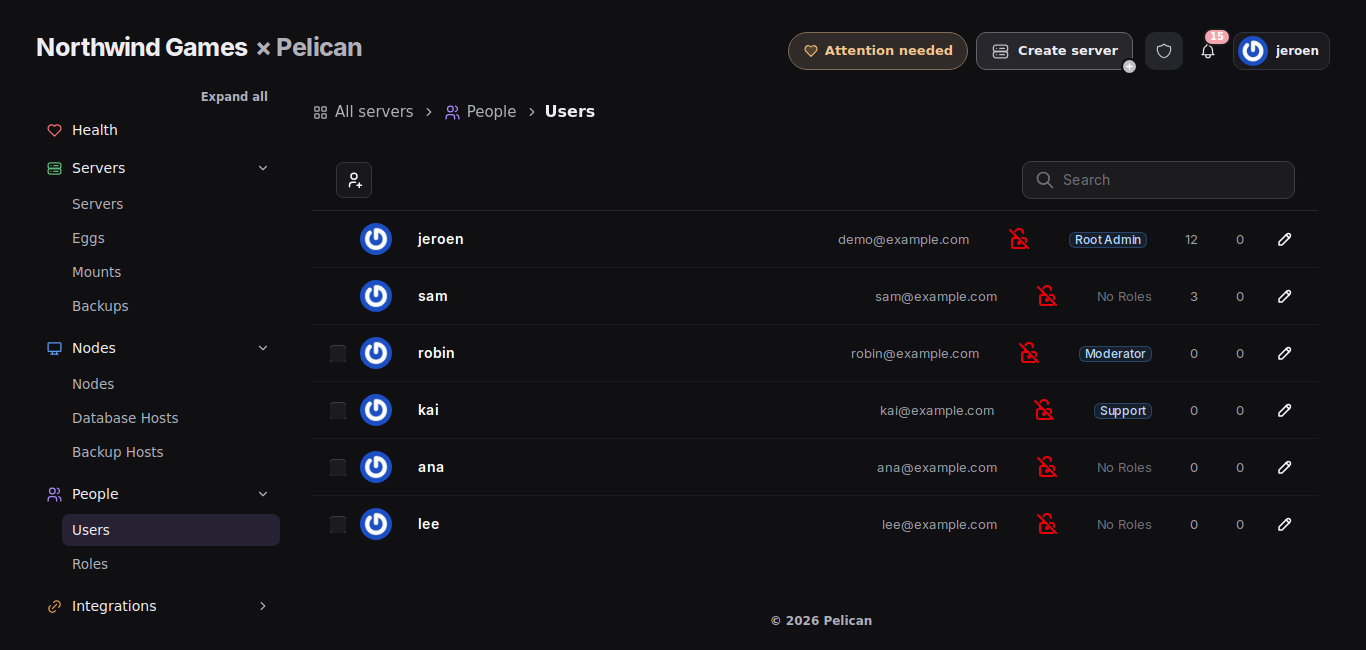 Northwind Games × Pelican
Attention needed
Create server
15
jeroen
Expand all
Health
Servers
Servers
Eggs
Mounts
Backups
Nodes
Nodes
Database Hosts
Backup Hosts
People
Users
Roles
Integrations
All servers > People > Users
Search
jeroen demo@example.com Root Admin 12 0
sam sam@example.com No Roles 3 0
robin robin@example.com Moderator 0 0
kai kai@example.com Support 0 0
ana ana@example.com No Roles 0 0
lee lee@example.com No Roles 0 0
© 2026 Pelican